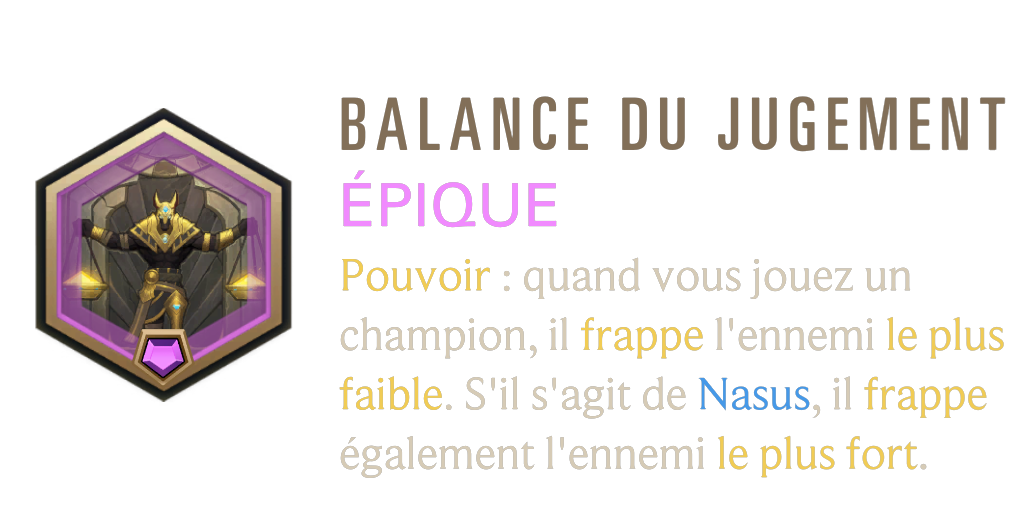 BALANCE DU JUGEMENT
ÉPIQUE
Pouvoir : quand vous jouez un
champion, il frappe l'ennemi le plus
faible. S'il s'agit de Nasus, il frappe
également l'ennemi le plus fort.